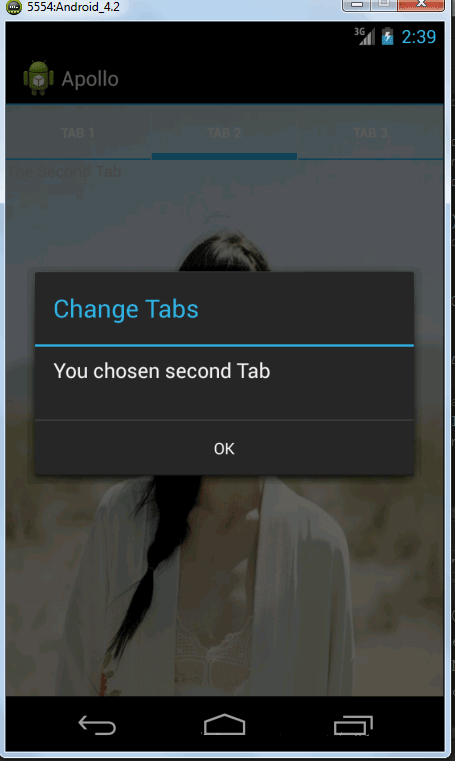 5554:Android_4.2
3G 2:39
Apollo
TAB 1 TAB 2 TAB 3
The Second Tab
Change Tabs
You chosen second Tab
OK